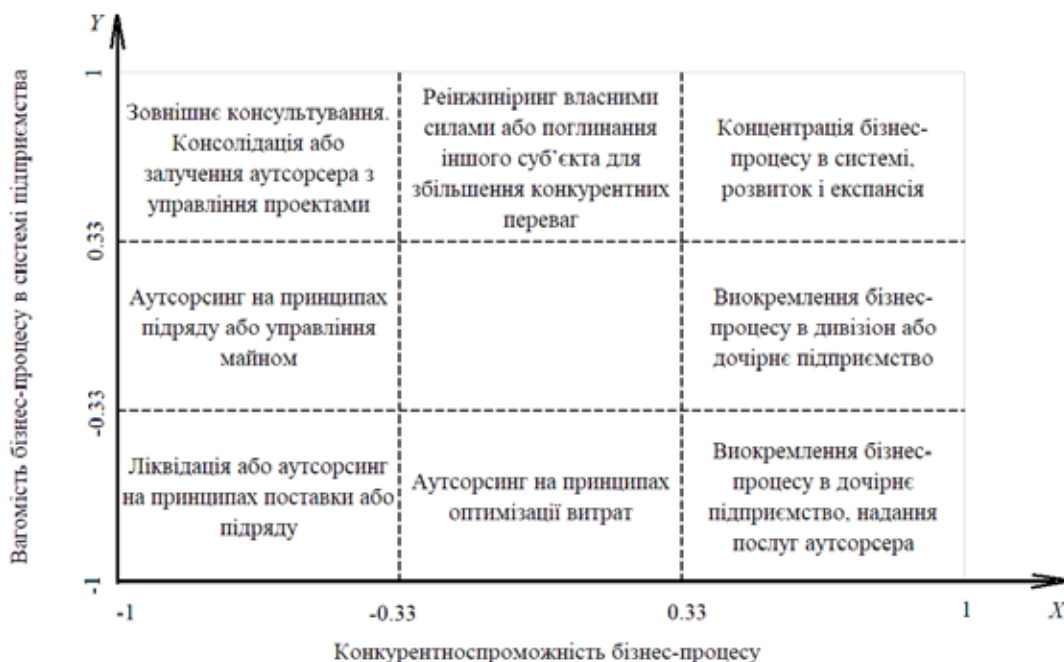 Y
Вагомість бізнес-процесу в системі підприємства
1
0.33
-0.33
-1
Зовнішнє консультування.
Консолідація або
залучення аутсорсера з
управління проектами
Реінжиніринг власними
силами або поглинання
іншого суб’єкта для
збільшення конкурентних
переваг
Концентрація бізнес-
процесу в системі,
розвиток і експансія
Аутсорсинг на принципах
підряду або управління
майном
Виокремлення бізнес-
процесу в дивізіон або
дочірнє підприємство
Ліквідація або аутсорсинг
на принципах поставки або
підряду
Аутсорсинг на принципах
оптимізації витрат
Виокремлення бізнес-
процесу в дочірнє
підприємство, надання
послуг аутсорсера
-1
-0.33
0.33
1
X
Конкурентноспроможність бізнес-процесу